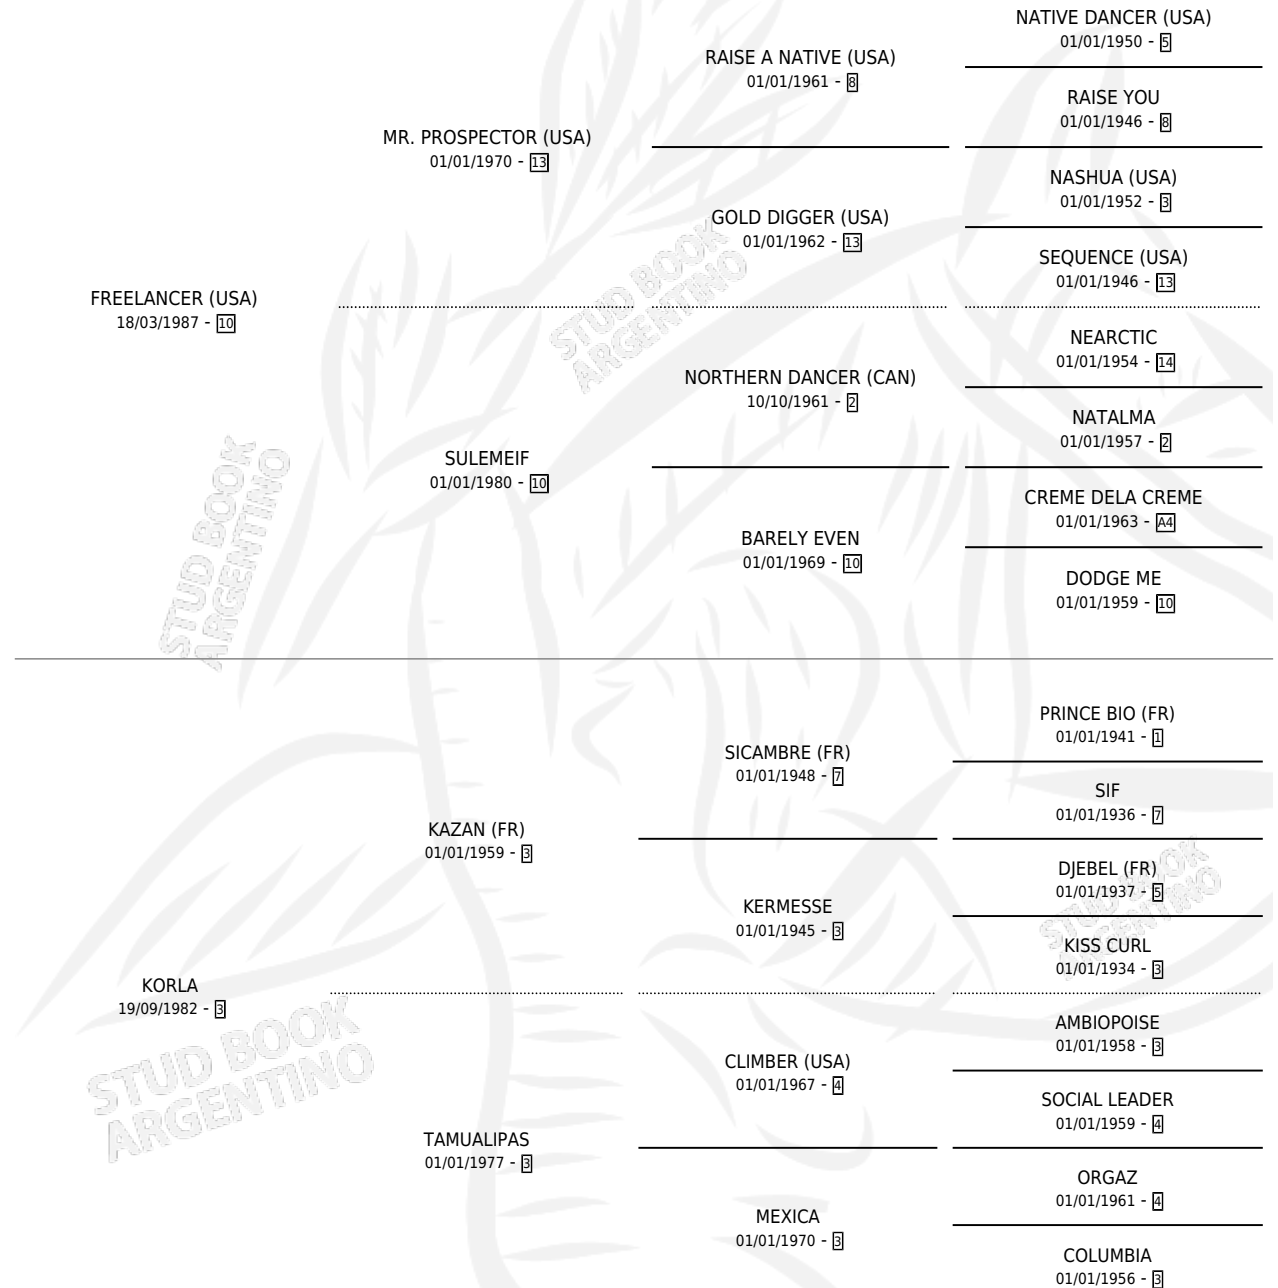 NATIVE DANCER (USA)
01/01/1950 - 5
RAISE A NATIVE (USA)
01/01/1961 - 8
RAISE YOU
01/01/1946 - 8
MR. PROSPECTOR (USA)
01/01/1970 - 13
NASHUA (USA)
01/01/1952 - 3
GOLD DIGGER (USA)
01/01/1962 - 13
SEQUENCE (USA)
01/01/1946 - 13
FREELANCER (USA)
18/03/1987 - 10
STUD BOOK
ARGENTINO
NEARCTIC
01/01/1954 - 14
NORTHERN DANCER (CAN)
10/10/1961 - 2
NATALMA
01/01/1957 - 2
SULEMEIF
01/01/1980 - 10
CREME DELA CREME
01/01/1963 - A4
BARELY EVEN
01/01/1969 - 10
DODGE ME
01/01/1959 - 10
STUD BOOK
ARGENTINO
PRINCE BIO (FR)
01/01/1941 - 1
SICAMBRE (FR)
01/01/1948 - 7
SIF
01/01/1936 - 7
KAZAN (FR)
01/01/1959 - 3
DJEBEL (FR)
01/01/1937 - 5
KERMESSE
01/01/1945 - 3
STUD BOOK
ARGENTINO
KISS CURL
01/01/1934 - 3
KORLA
19/09/1982 - 3
AMBIOPOISE
01/01/1958 - 3
CLIMBER (USA)
01/01/1967 - 4
SOCIAL LEADER
01/01/1959 - 4
STUD BOOK
ARGENTINO
TAMUALIPAS
01/01/1977 - 3
ORGAZ
01/01/1961 - 4
MEXICA
01/01/1970 - 3
COLUMBIA
01/01/1956 - 3